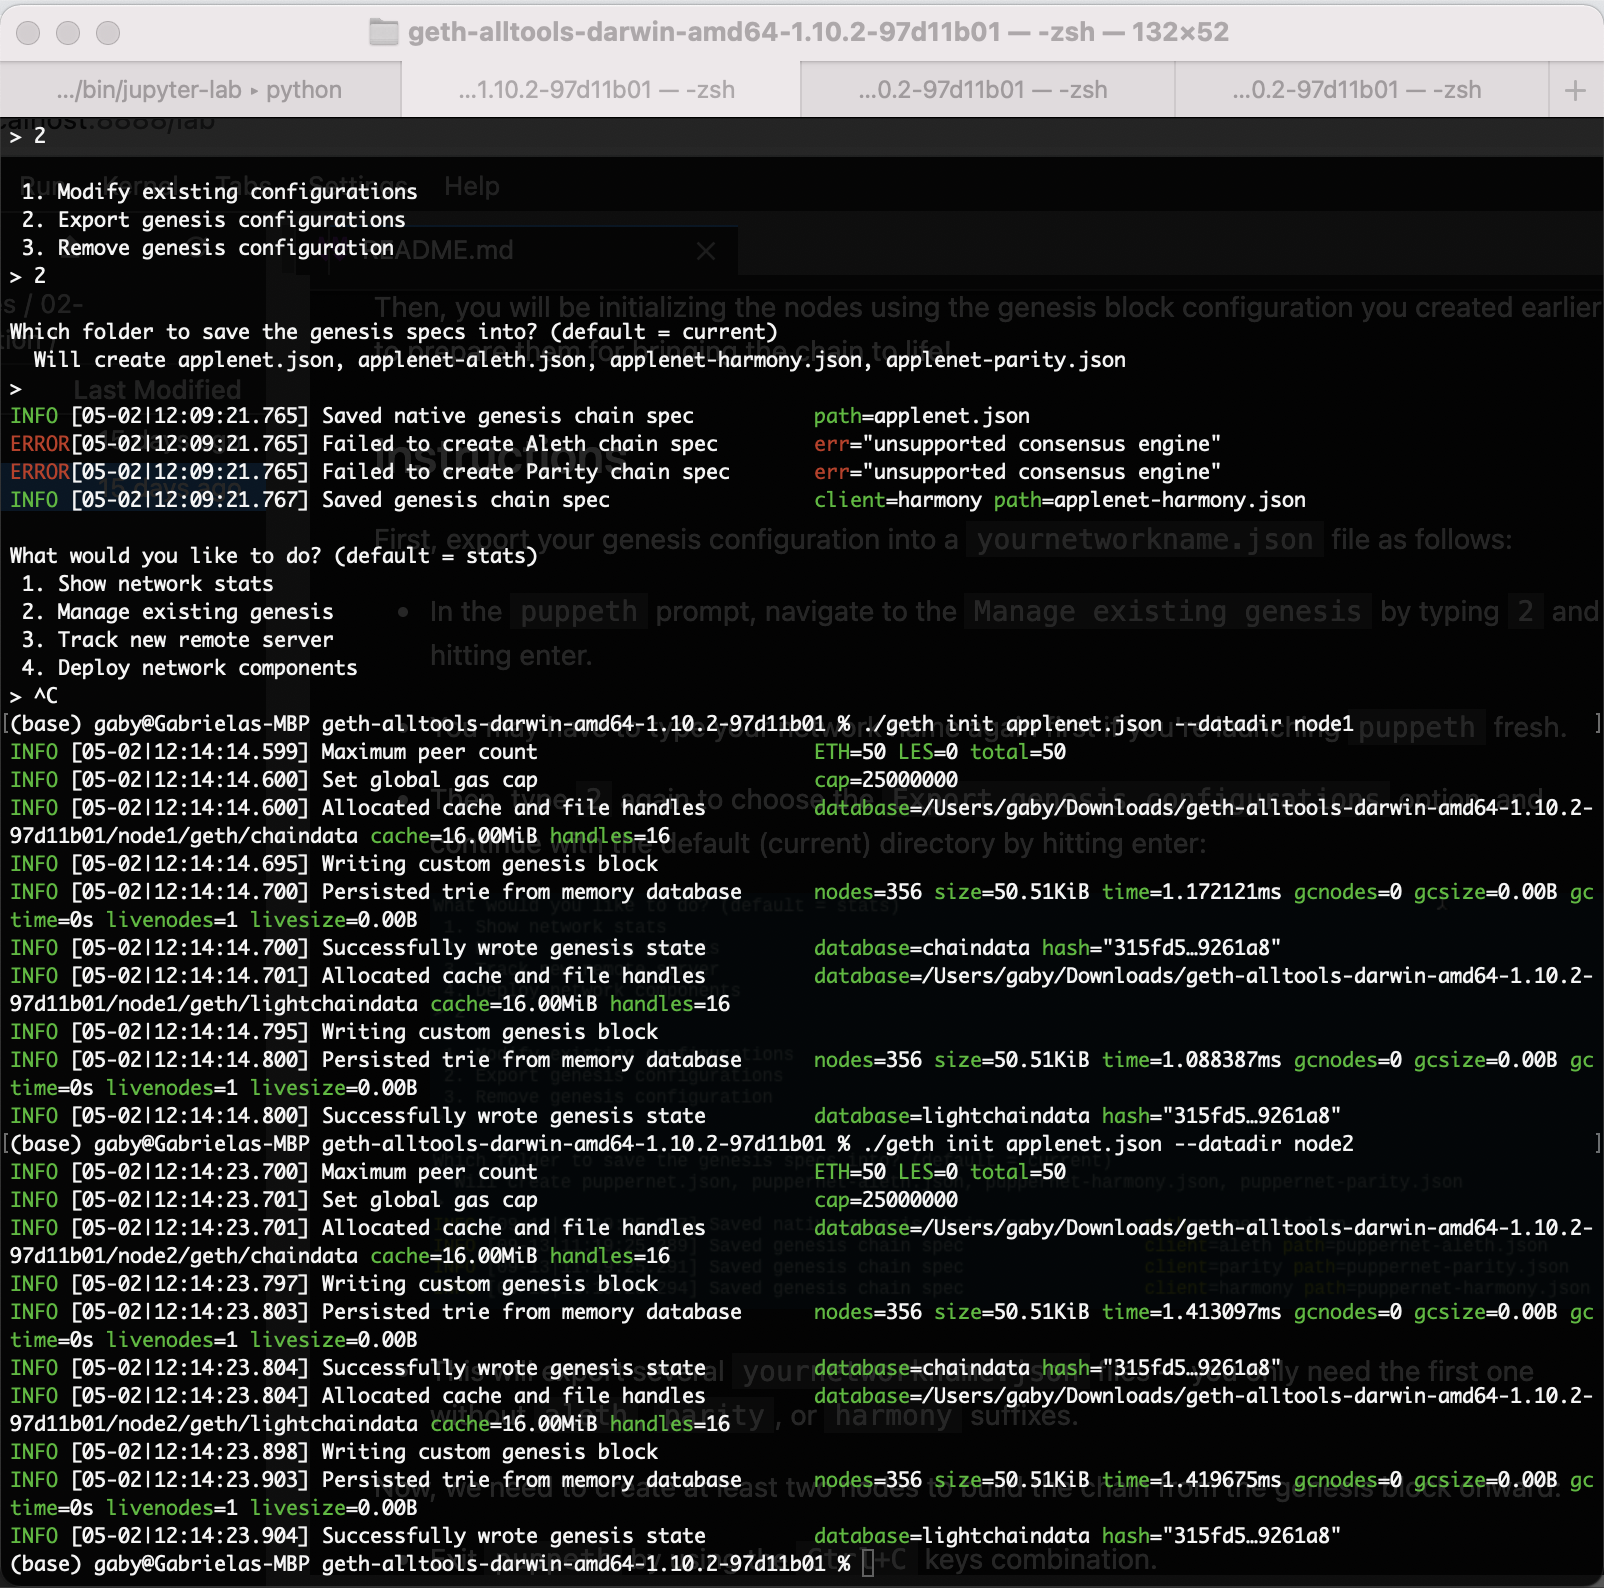 geth-alltools-darwin-amd64-1.10.2-97d11b01 — -zsh — 132×52
.../bin/jupyter-lab ▸ python ...1.10.2-97d11b01 — -zsh ...0.2-97d11b01 — -zsh ...0.2-97d11b01 — -zsh +
> 2
1. Modify existing configurations
2. Export genesis configurations
3. Remove genesis configuration
> 2
Which folder to save the genesis specs into? (default = current)
Will create applenet.json, applenet-aleth.json, applenet-harmony.json, applenet-parity.json
>
INFO [05-02|12:09:21.765] Saved native genesis chain spec path=applenet.json
ERROR[05-02|12:09:21.765] Failed to create Aleth chain spec err="unsupported consensus engine"
ERROR[05-02|12:09:21.765] Failed to create Parity chain spec err="unsupported consensus engine"
INFO [05-02|12:09:21.767] Saved genesis chain spec client=harmony path=applenet-harmony.json
What would you like to do? (default = stats)
1. Show network stats
2. Manage existing genesis
3. Track new remote server
4. Deploy network components
> ^C
[(base) gaby@Gabrielas-MBP geth-alltools-darwin-amd64-1.10.2-97d11b01 % ./geth init applenet.json --datadir node1 ]
INFO [05-02|12:14:14.599] Maximum peer count ETH=50 LES=0 total=50
INFO [05-02|12:14:14.600] Set global gas cap cap=25000000
INFO [05-02|12:14:14.600] Allocated cache and file handles database=/Users/gaby/Downloads/geth-alltools-darwin-amd64-1.10.2-
97d11b01/node1/geth/chaindata cache=16.00MiB handles=16
INFO [05-02|12:14:14.695] Writing custom genesis block
INFO [05-02|12:14:14.700] Persisted trie from memory database nodes=356 size=50.51KiB time=1.172121ms gcnodes=0 gcsize=0.00B gc
time=0s livenodes=1 livesize=0.00B
INFO [05-02|12:14:14.700] Successfully wrote genesis state database=chaindata hash="315fd5…9261a8"
INFO [05-02|12:14:14.701] Allocated cache and file handles database=/Users/gaby/Downloads/geth-alltools-darwin-amd64-1.10.2-
97d11b01/node1/geth/lightchaindata cache=16.00MiB handles=16
INFO [05-02|12:14:14.795] Writing custom genesis block
INFO [05-02|12:14:14.800] Persisted trie from memory database nodes=356 size=50.51KiB time=1.088387ms gcnodes=0 gcsize=0.00B gc
time=0s livenodes=1 livesize=0.00B
INFO [05-02|12:14:14.800] Successfully wrote genesis state database=lightchaindata hash="315fd5…9261a8"
[(base) gaby@Gabrielas-MBP geth-alltools-darwin-amd64-1.10.2-97d11b01 % ./geth init applenet.json --datadir node2 ]
INFO [05-02|12:14:23.700] Maximum peer count ETH=50 LES=0 total=50
INFO [05-02|12:14:23.701] Set global gas cap cap=25000000
INFO [05-02|12:14:23.701] Allocated cache and file handles database=/Users/gaby/Downloads/geth-alltools-darwin-amd64-1.10.2-
97d11b01/node2/geth/chaindata cache=16.00MiB handles=16
INFO [05-02|12:14:23.797] Writing custom genesis block
INFO [05-02|12:14:23.803] Persisted trie from memory database nodes=356 size=50.51KiB time=1.413097ms gcnodes=0 gcsize=0.00B gc
time=0s livenodes=1 livesize=0.00B
INFO [05-02|12:14:23.804] Successfully wrote genesis state database=chaindata hash="315fd5…9261a8"
INFO [05-02|12:14:23.804] Allocated cache and file handles database=/Users/gaby/Downloads/geth-alltools-darwin-amd64-1.10.2-
97d11b01/node2/geth/lightchaindata cache=16.00MiB handles=16
INFO [05-02|12:14:23.898] Writing custom genesis block
INFO [05-02|12:14:23.903] Persisted trie from memory database nodes=356 size=50.51KiB time=1.419675ms gcnodes=0 gcsize=0.00B gc
time=0s livenodes=1 livesize=0.00B
INFO [05-02|12:14:23.904] Successfully wrote genesis state database=lightchaindata hash="315fd5…9261a8"
(base) gaby@Gabrielas-MBP geth-alltools-darwin-amd64-1.10.2-97d11b01 %